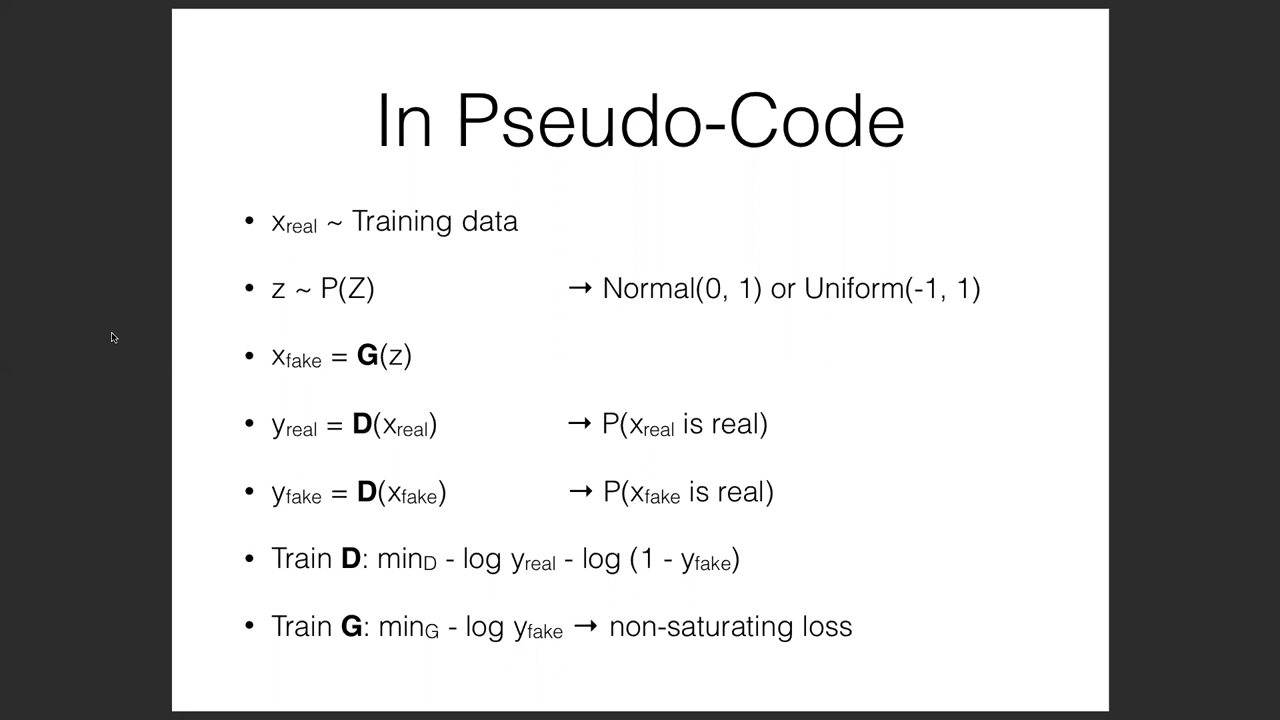 In Pseudo-Code
• xreal ~ Training data
• z ~ P(Z) → Normal(0, 1) or Uniform(-1, 1)
• xfake = G(z)
• yreal = D(xreal) → P(xreal is real)
• yfake = D(xfake) → P(xfake is real)
• Train D: minD - log yreal - log (1 - yfake)
• Train G: minG - log yfake → non-saturating loss